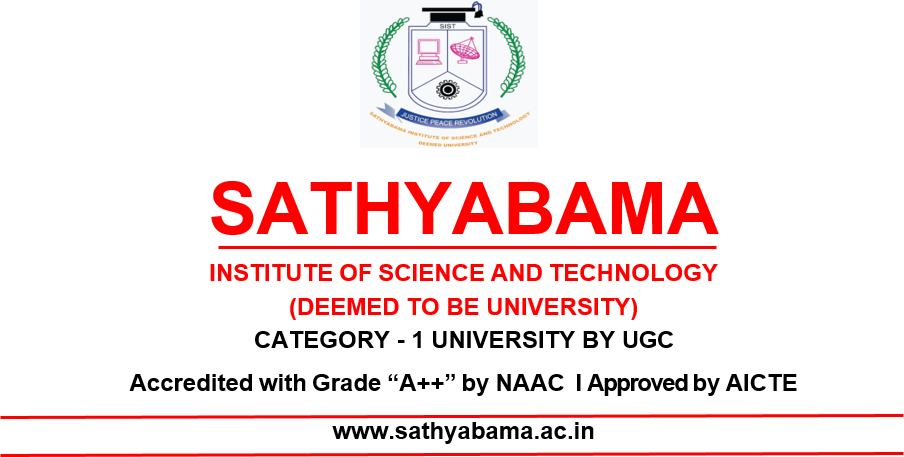 SIST
JUSTICE PEACE REVOLUTION
SATHYABAMA INSTITUTE OF SCIENCE AND TECHNOLOGY
DEEMED UNIVERSITY
SATHYABAMA
INSTITUTE OF SCIENCE AND TECHNOLOGY
(DEEMED TO BE UNIVERSITY)
CATEGORY - 1 UNIVERSITY BY UGC
Accredited with Grade “A++” by NAAC I Approved by AICTE
www.sathyabama.ac.in